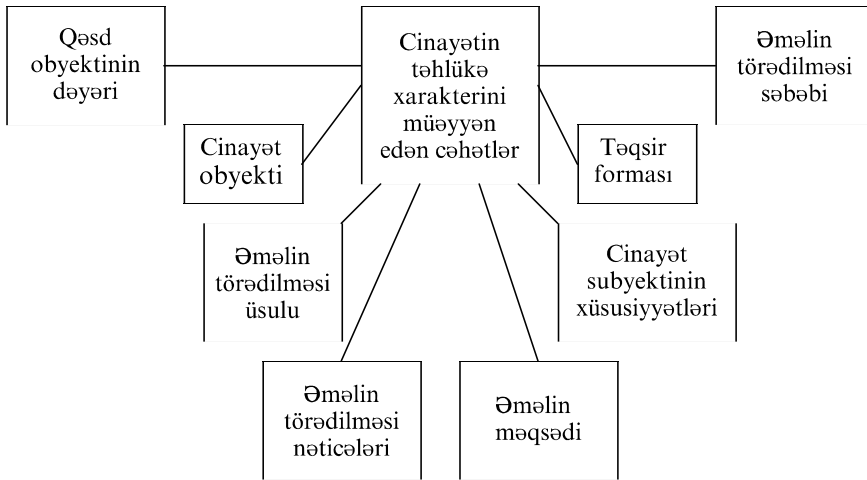 Qəsd
obyektinin
dəyəri
Cinayətin
təhlükə
xarakterini
müəyyən
edən cəhətlər
Əməlin
törədilməsi
səbəbi
Cinayət
obyekti
Təqsir
forması
Əməlin
törədilməsi
üsulu
Cinayət
subyektinin
xüsusiyyətləri
Əməlin
törədilməsi
nəticələri
Əməlin
məqsədi